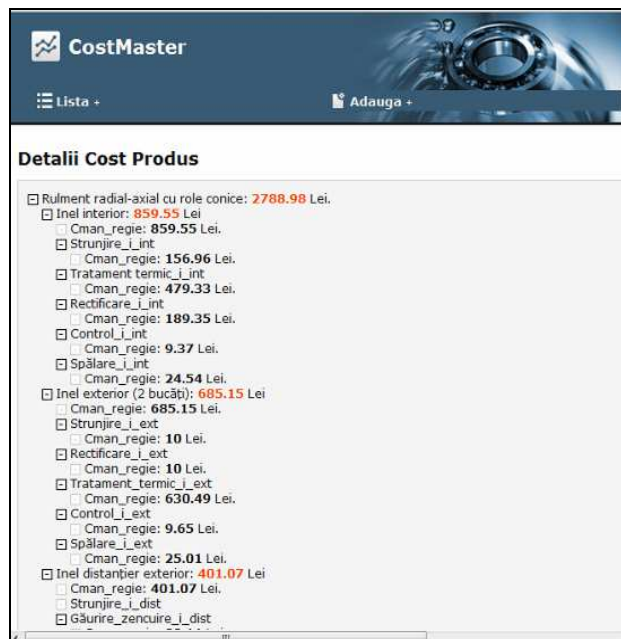 CostMaster
Lista +
Adauga +
Detalii Cost Produs
Rulment radial-axial cu role conice: 2788.98 Lei.
Inel interior: 859.55 Lei
Cman_regie: 859.55 Lei.
Strunjire_i_int
Cman_regie: 156.96 Lei.
Tratament termic_i_int
Cman_regie: 479.33 Lei.
Rectificare_i_int
Cman_regie: 189.35 Lei.
Control_i_int
Cman_regie: 9.37 Lei.
Spălare_i_int
Cman_regie: 24.54 Lei.
Inel exterior (2 bucăți): 685.15 Lei
Cman_regie: 685.15 Lei.
Strunjire_i_ext
Cman_regie: 10 Lei.
Rectificare_i_ext
Cman_regie: 10 Lei.
Tratament_termic_i_ext
Cman_regie: 630.49 Lei.
Control_i_ext
Cman_regie: 9.65 Lei.
Spălare_i_ext
Cman_regie: 25.01 Lei.
Inel distanțier exterior: 401.07 Lei
Cman_regie: 401.07 Lei.
Strunjire_i_dist
Găurire_zencuire_i_dist